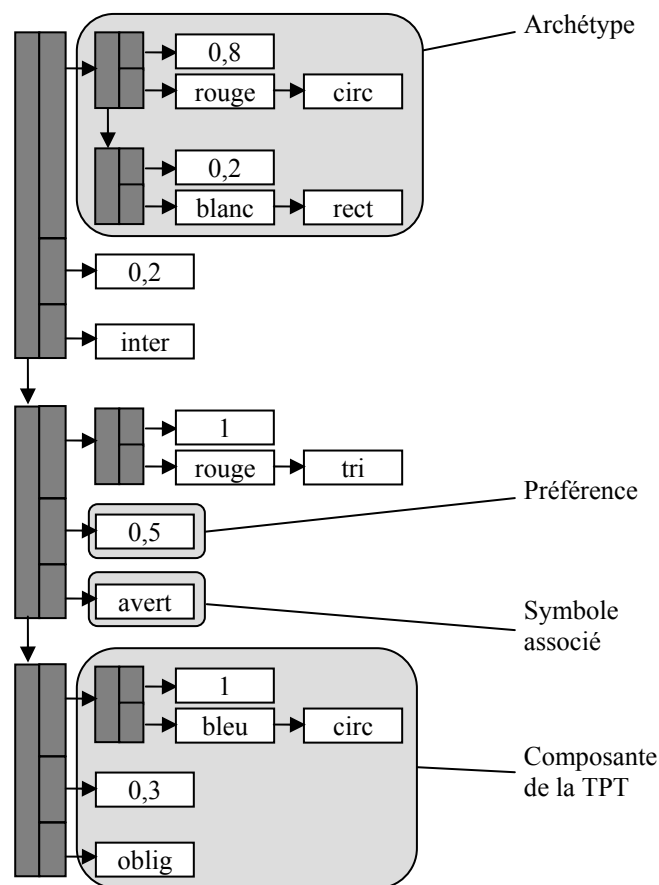 Archétype
0,8
rouge circ
0,2
blanc rect
0,2
inter
1
rouge tri
Préférence
0,5
avert
Symbole
associé
1
bleu circ
Composante
de la TPT
0,3
oblig